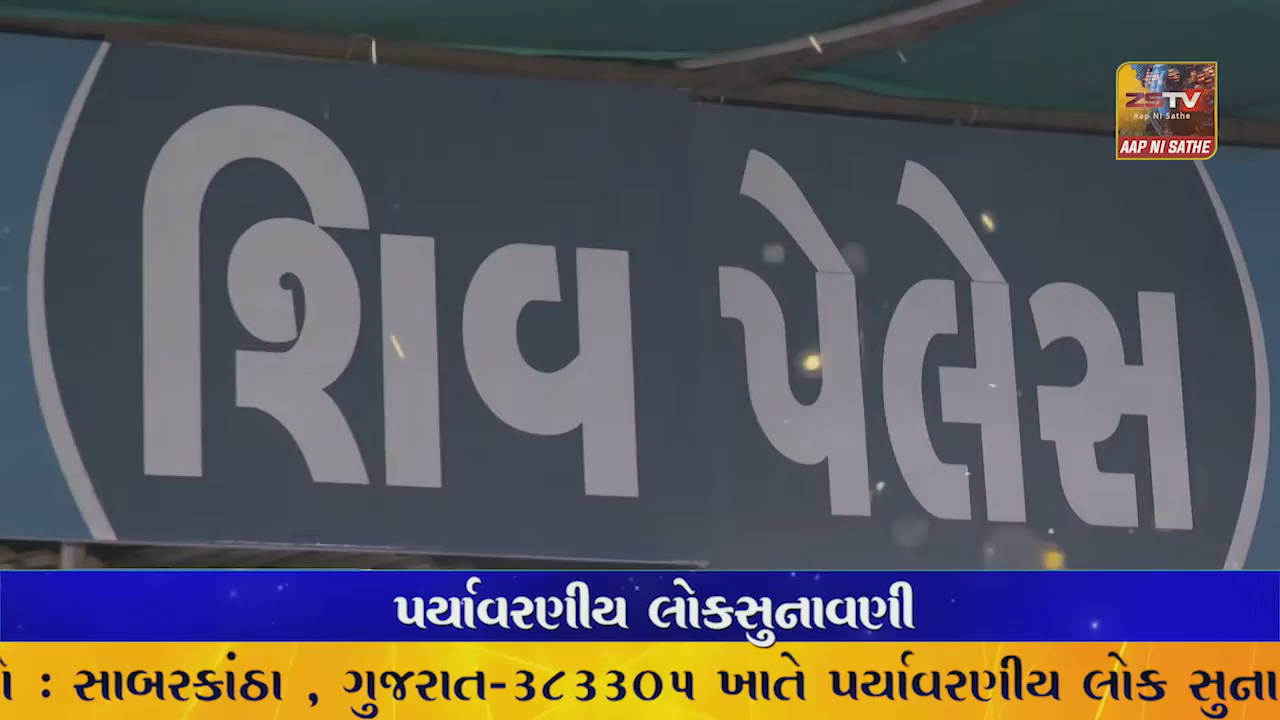 ZSTV
Aap Ni Sathe
AAP NI SATHE
શિવ પેલેસ
પર્યાવરણીય લોકસુનાવણી
: સાબરકાંઠા , ગુજરાત-૩૮૩૩૦૫ ખાતે પર્યાવરણીય લોક